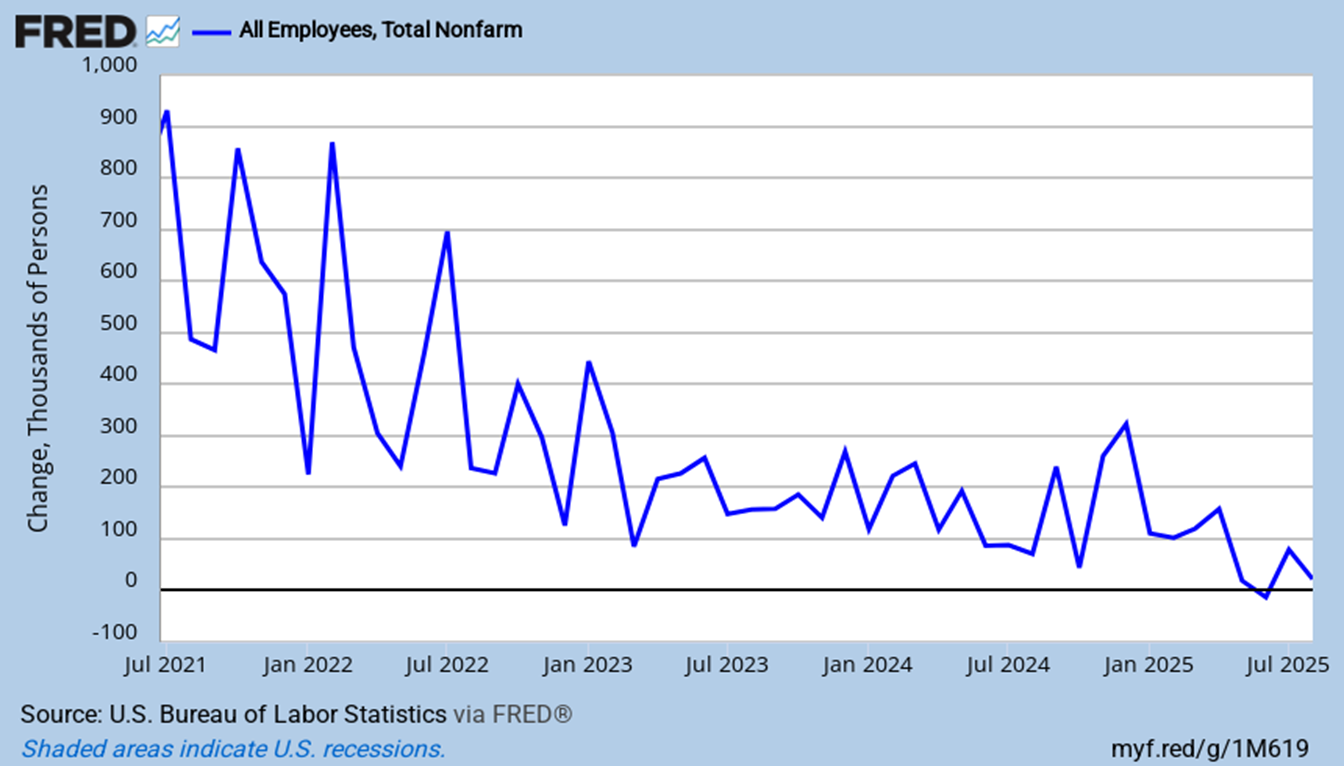 FRED All Employees, Total Nonfarm
1,000
900
800
700
600
500
400
300
200
100
0
-100
Change, Thousands of Persons
Jul 2021 Jan 2022 Jul 2022 Jan 2023 Jul 2023 Jan 2024 Jul 2024 Jan 2025 Jul 2025
Source: U.S. Bureau of Labor Statistics via FRED®
Shaded areas indicate U.S. recessions.
myf.red/g/1M619